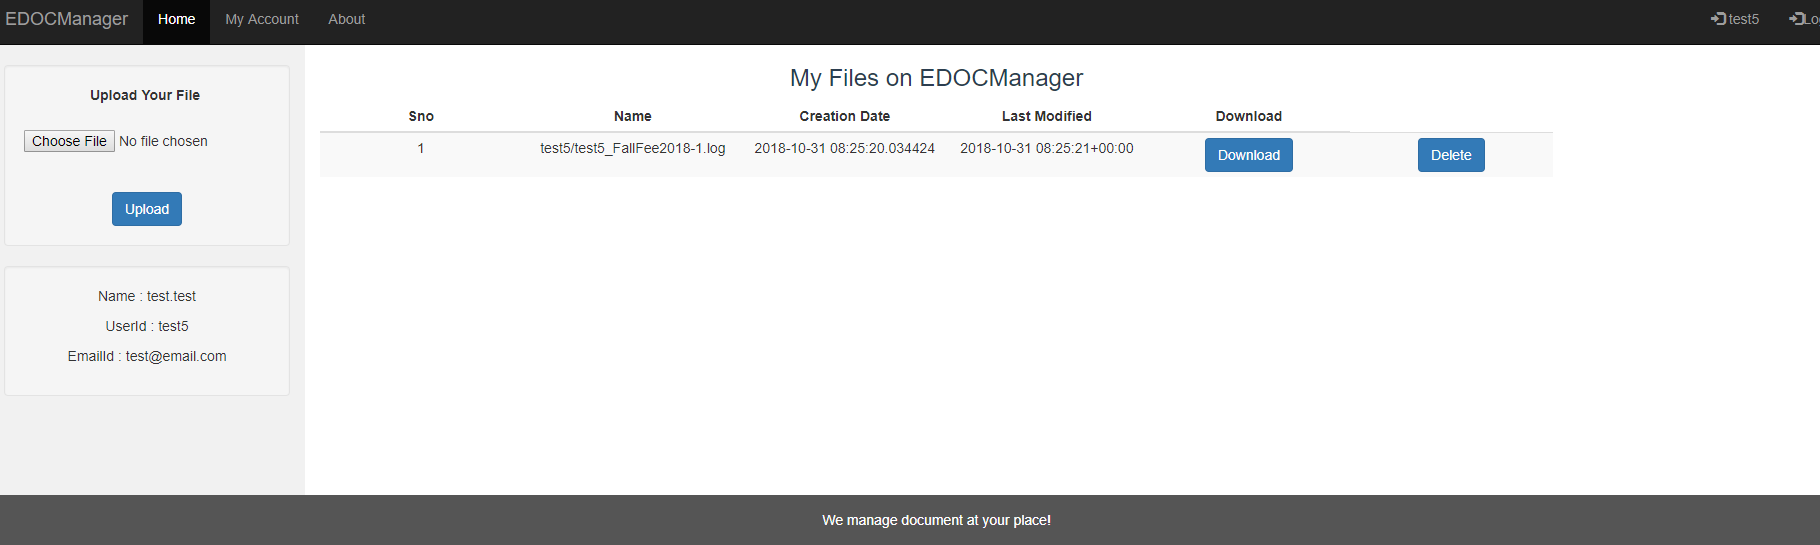 EDOCManager Home My Account About test5 Lo
Upload Your File
Choose File No file chosen
Upload
Name : test.test
UserId : test5
EmailId : test@email.com
My Files on EDOCManager
Sno Name Creation Date Last Modified Download
1 test5/test5_FallFee2018-1.log 2018-10-31 08:25:20.034424 2018-10-31 08:25:21+00:00 Download Delete
We manage document at your place!